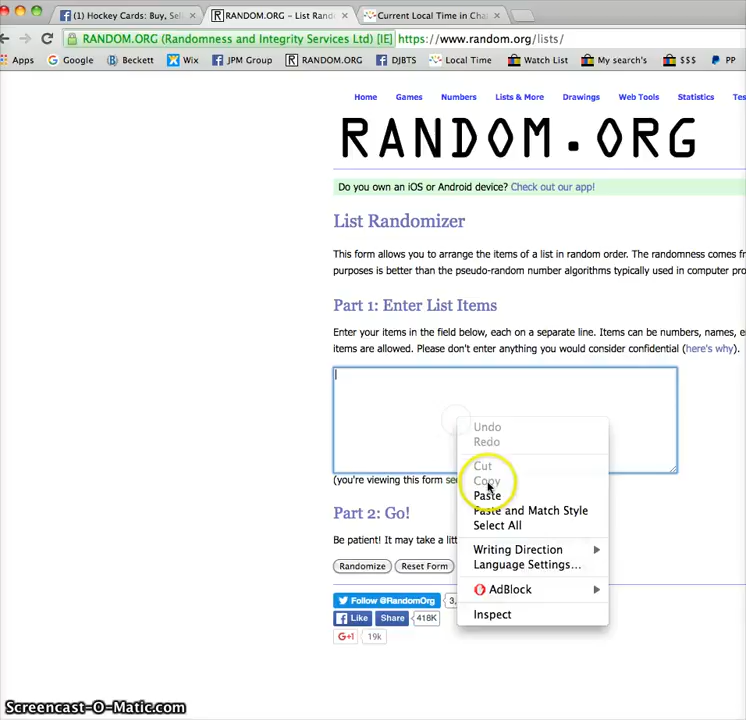 (1) Hockey Cards: Buy, Sel
RANDOM.ORG – List Rand
Current Local Time in Cha
RANDOM.ORG (Randomness and Integrity Services Ltd) [IE] https://www.random.org/lists/
Apps Google Beckett Wix JPM Group RANDOM.ORG DJBTS Local Time Watch List My search's $$$ PP
Home Games Numbers Lists & More Drawings Web Tools Statistics Tes
RANDOM.ORG
Do you own an iOS or Android device? Check out our app!
List Randomizer
This form allows you to arrange the items of a list in random order. The randomness comes fr
purposes is better than the pseudo-random number algorithms typically used in computer pro
Part 1: Enter List Items
Enter your items in the field below, each on a separate line. Items can be numbers, names, e
items are allowed. Please don't enter anything you would consider confidential (here's why).
Undo
Redo
Cut
Copy
Paste
Paste and Match Style
Select All
Writing Direction
Language Settings...
AdBlock
Inspect
(you're viewing this form se
Part 2: Go!
Be patient! It may take a litt
Randomize Reset Form
Follow @RandomOrg 3,
Like Share 418K
G+1 19k
Screencast-O-Matic.com